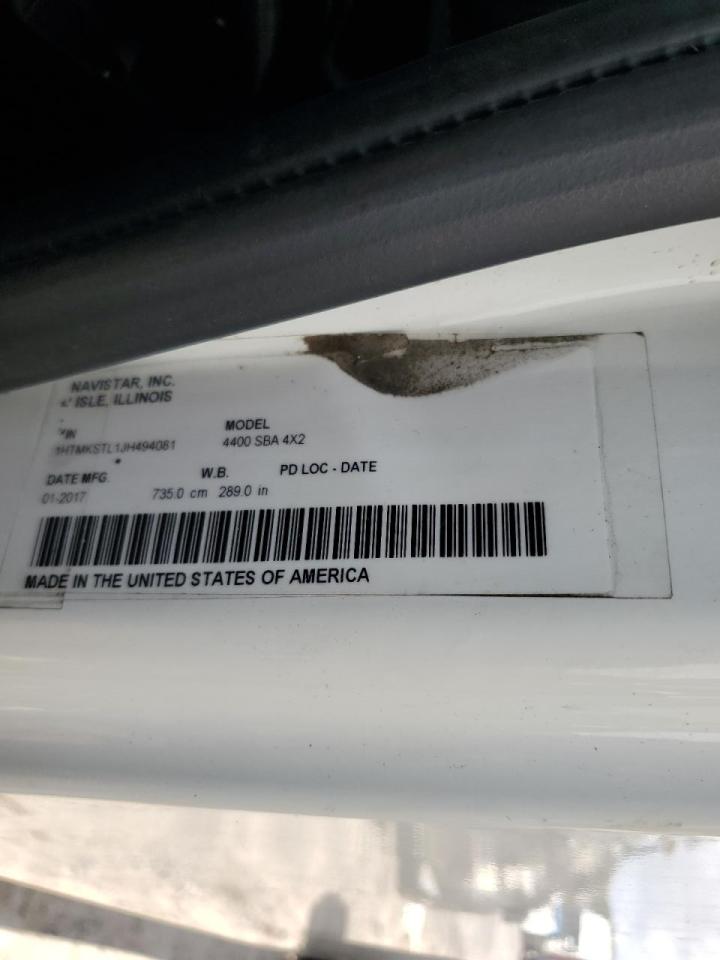 NAVISTAR, INC.
ISLE, ILLINOIS
VIN
1HTMKSTL1JH494081
MODEL
4400 SBA 4X2
DATE MFG.
01-2017
W.B.
735.0 cm 289.0 in
PD LOC - DATE
MADE IN THE UNITED STATES OF AMERICA